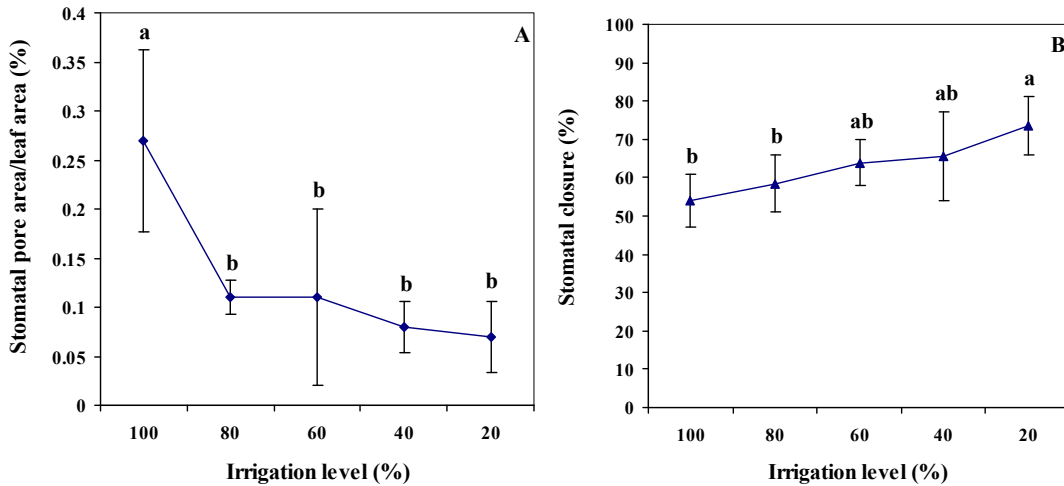 A
Stomatal pore area/leaf area (%)
0.4
0.35
0.3
0.25
0.2
0.15
0.1
0.05
0
a
b
b
b
b
100 80 60 40 20
Irrigation level (%)
B
Stomatal closure (%)
100
90
80
70
60
50
40
30
20
10
0
b
b
ab
ab
a
100 80 60 40 20
Irrigation level (%)